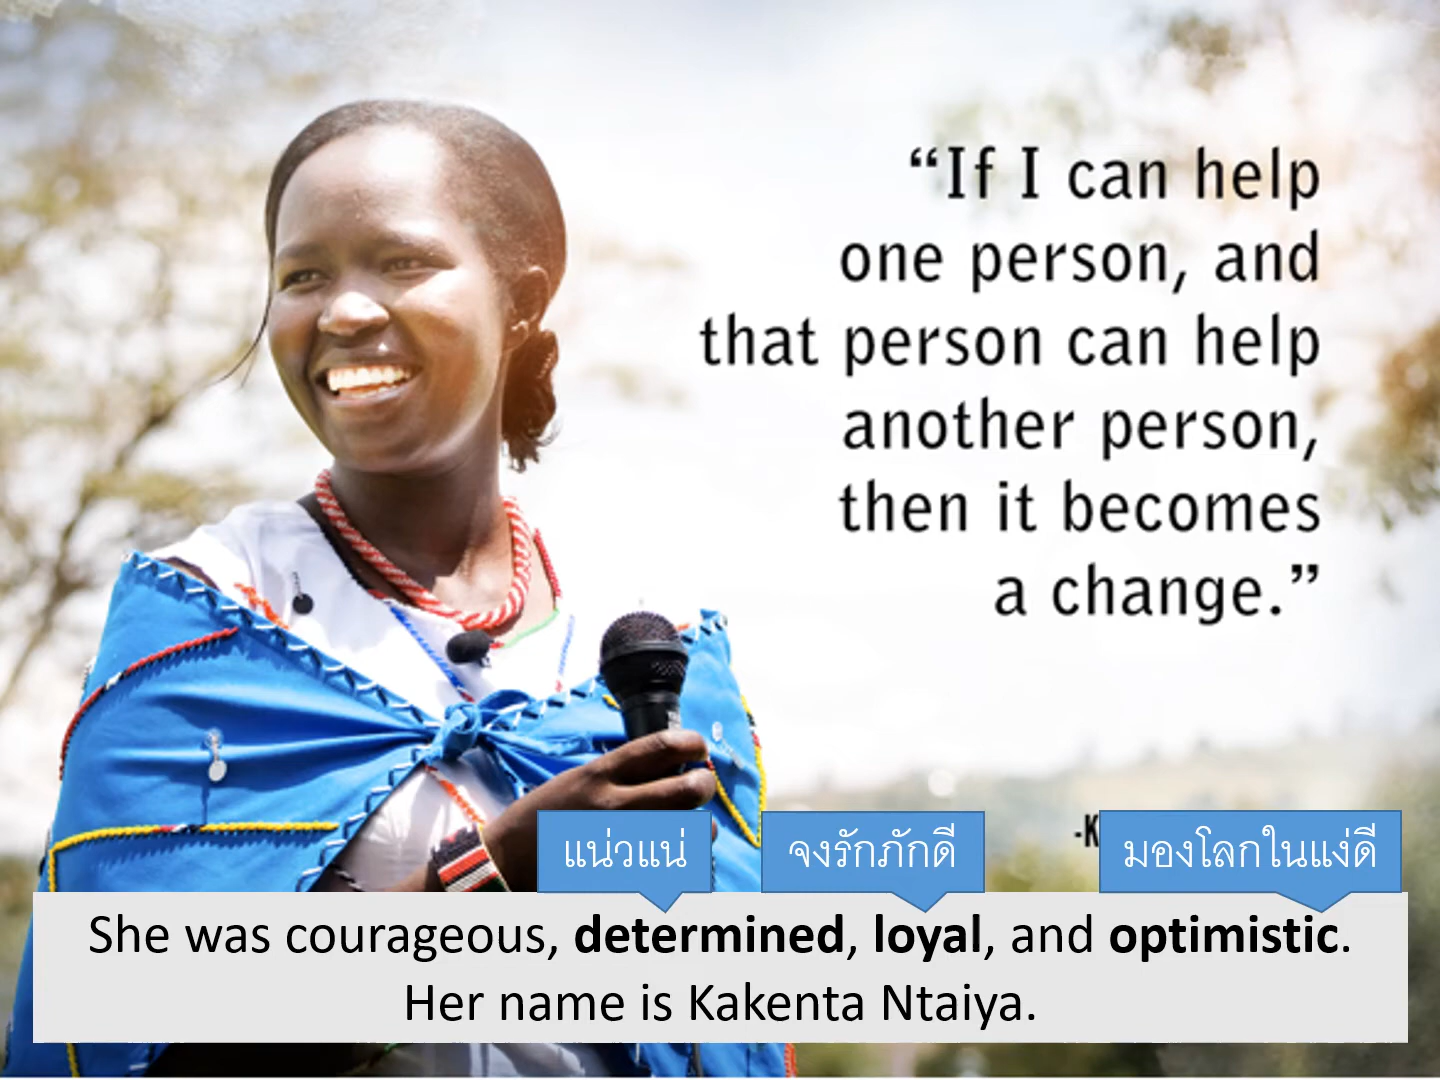 “If I can help
one person, and
that person can help
another person,
then it becomes
a change.”
-K
แน่วแน่ จงรักภักดี มองโลกในแง่ดี
She was courageous, determined, loyal, and optimistic.
Her name is Kakenta Ntaiya.